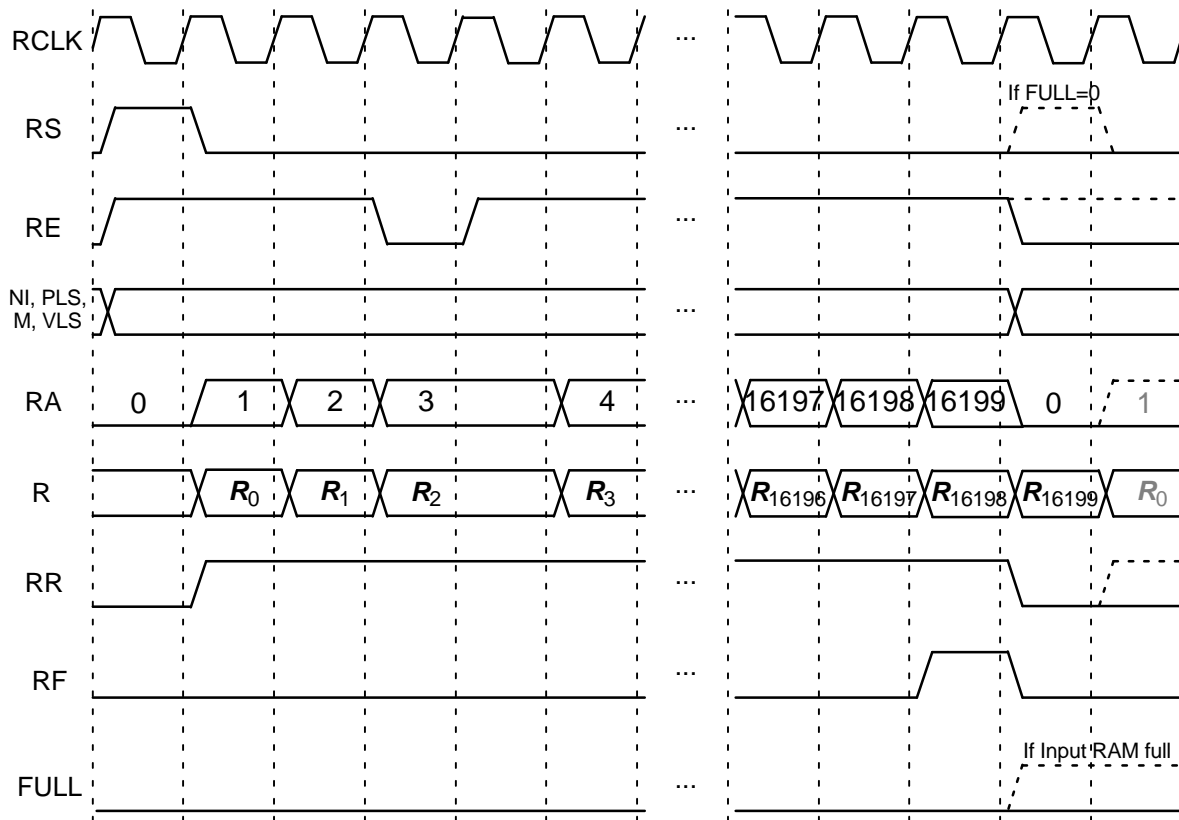 RCLK ...
If FULL=0
RS ...
RE ...
NI, PLS,
M, VLS ...
RA 0 1 2 3 4 ... 16197 16198 16199 0 1
R R0 R1 R2 R3 ... R16196 R16197 R16198 R16199 R0
RR ...
RF ...
If Input RAM full
FULL ...